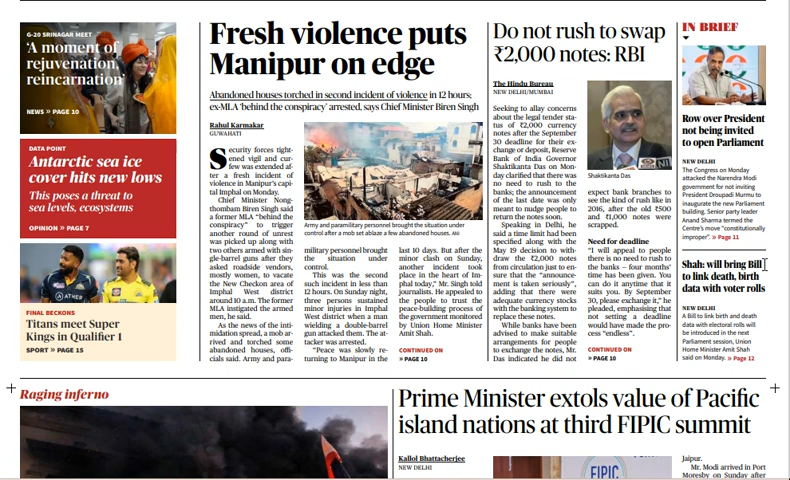 G-20 SRINAGAR MEET
‘A moment of
rejuvenation,
reincarnation’
NEWS » PAGE 10
DATA POINT
Antarctic sea ice
cover hits new lows
This poses a threat to
sea levels, ecosystems
OPINION » PAGE 7
ATHER
FINAL BECKONS
Titans meet Super
Kings in Qualifier 1
SPORT » PAGE 15
Fresh violence puts
Manipur on edge
Abandoned houses torched in second incident of violence in 12 hours;
ex-MLA ‘behind the conspiracy’ arrested, says Chief Minister Biren Singh
Rahul Karmakar
GUWAHATI
Security forces tight-
ened vigil and cur-
few was extended af-
ter a fresh incident of
violence in Manipur’s capi-
tal Imphal on Monday.
Chief Minister Nong-
thombam Biren Singh said
a former MLA “behind the
conspiracy” to trigger
another round of unrest
was picked up along with
two others armed with sin-
gle-barrel guns after they
asked roadside vendors,
mostly women, to vacate
the New Checkon area of
Imphal West district
around 10 a.m. The former
MLA instigated the armed
men, he said.
As the news of the inti-
midation spread, a mob ar-
rived and torched some
abandoned houses, offi-
cials said. Army and para-
Army and paramilitary personnel brought the situation under
control after a mob set ablaze a few abandoned houses. ANI
military personnel brought
the situation under
control.
This was the second
such incident in less than
12 hours. On Sunday night,
three persons sustained
minor injuries in Imphal
West district when a man
wielding a double-barrel
gun attacked them. The at-
tacker was arrested.
“Peace was slowly re-
turning to Manipur in the
last 10 days. But after the
minor clash on Sunday,
another incident took
place in the heart of Im-
phal today,” Mr. Singh told
journalists. He appealed to
the people to trust the
peace-building process of
the government monitored
by Union Home Minister
Amit Shah.
CONTINUED ON
» PAGE 10
Do not rush to swap
₹2,000 notes: RBI
The Hindu Bureau
NEW DELHI/MUMBAI
Seeking to allay concerns
about the legal tender sta-
tus of ₹2,000 currency
notes after the September
30 deadline for their ex-
change or deposit, Reserve
Bank of India Governor
Shaktikanta Das on Mon-
day clarified that there was
no need to rush to the
banks; the announcement
of the last date was only
meant to nudge people to
return the notes soon.
Speaking in Delhi, he
said a time limit had been
specified along with the
May 19 decision to with-
draw the ₹2,000 notes
from circulation just to en-
sure that the “announce-
ment is taken seriously”,
adding that there were
adequate currency stocks
with the banking system to
replace these notes.
While banks have been
advised to make suitable
arrangements for people
to exchange the notes, Mr.
Das indicated he did not
NEWS
Shaktikanta Das
expect bank branches to
see the kind of rush like in
2016, after the old ₹500
and ₹1,000 notes were
scrapped.
Need for deadline
“I will appeal to people
there is no need to rush to
the banks – four months’
time has been given. You
can do it anytime that it
suits you. By September
30, please exchange it,” he
pleaded, emphasising that
not setting a deadline
would have made the pro-
cess “endless”.
CONTINUED ON
» PAGE 10
IN BRIEF
Row over President
not being invited
to open Parliament
NEW DELHI
The Congress on Monday
attacked the Narendra Modi
government for not inviting
President Droupadi Murmu to
inaugurate the new Parliament
building. Senior party leader
Anand Sharma termed the
Centre’s move “constitutionally
improper”. » Page 11
Shah: will bring Bill
to link death, birth
data with voter rolls
NEW DELHI
A Bill to link birth and death
data with electoral rolls will
be introduced in the next
Parliament session, Union
Home Minister Amit Shah
said on Monday. » Page 12
Raging inferno
Prime Minister extols value of Pacific
island nations at third FIPIC summit
Kallol Bhattacherjee
NEW DELHI
FIPIC
Jaipur.
Mr. Modi arrived in Port
Moresby on Sunday after